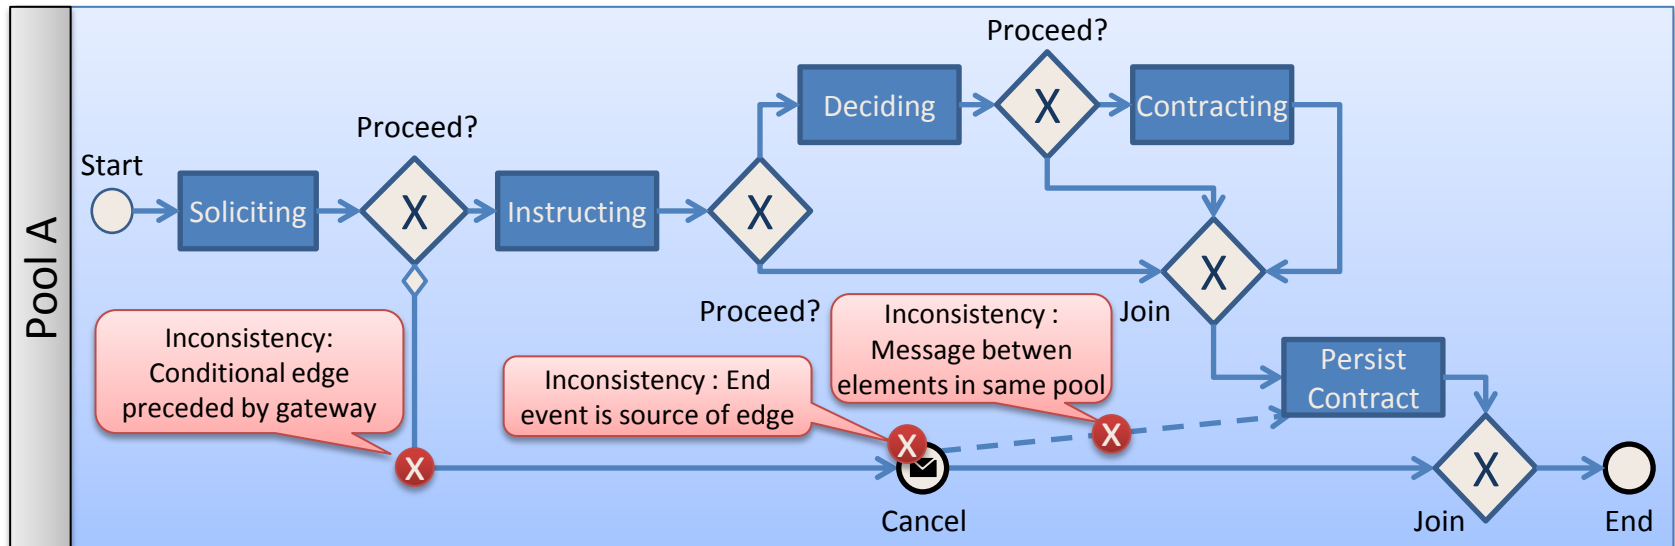 Pool A
Start
Soliciting
Proceed?
X
Instructing
X
Proceed?
Deciding
Proceed?
X
Contracting
X
Join
Inconsistency:
Conditional edge
preceded by gateway
X
Inconsistency : End
event is source of edge
X
Cancel
Inconsistency :
Message betwen
elements in same pool
X
Persist
Contract
X
Join
End